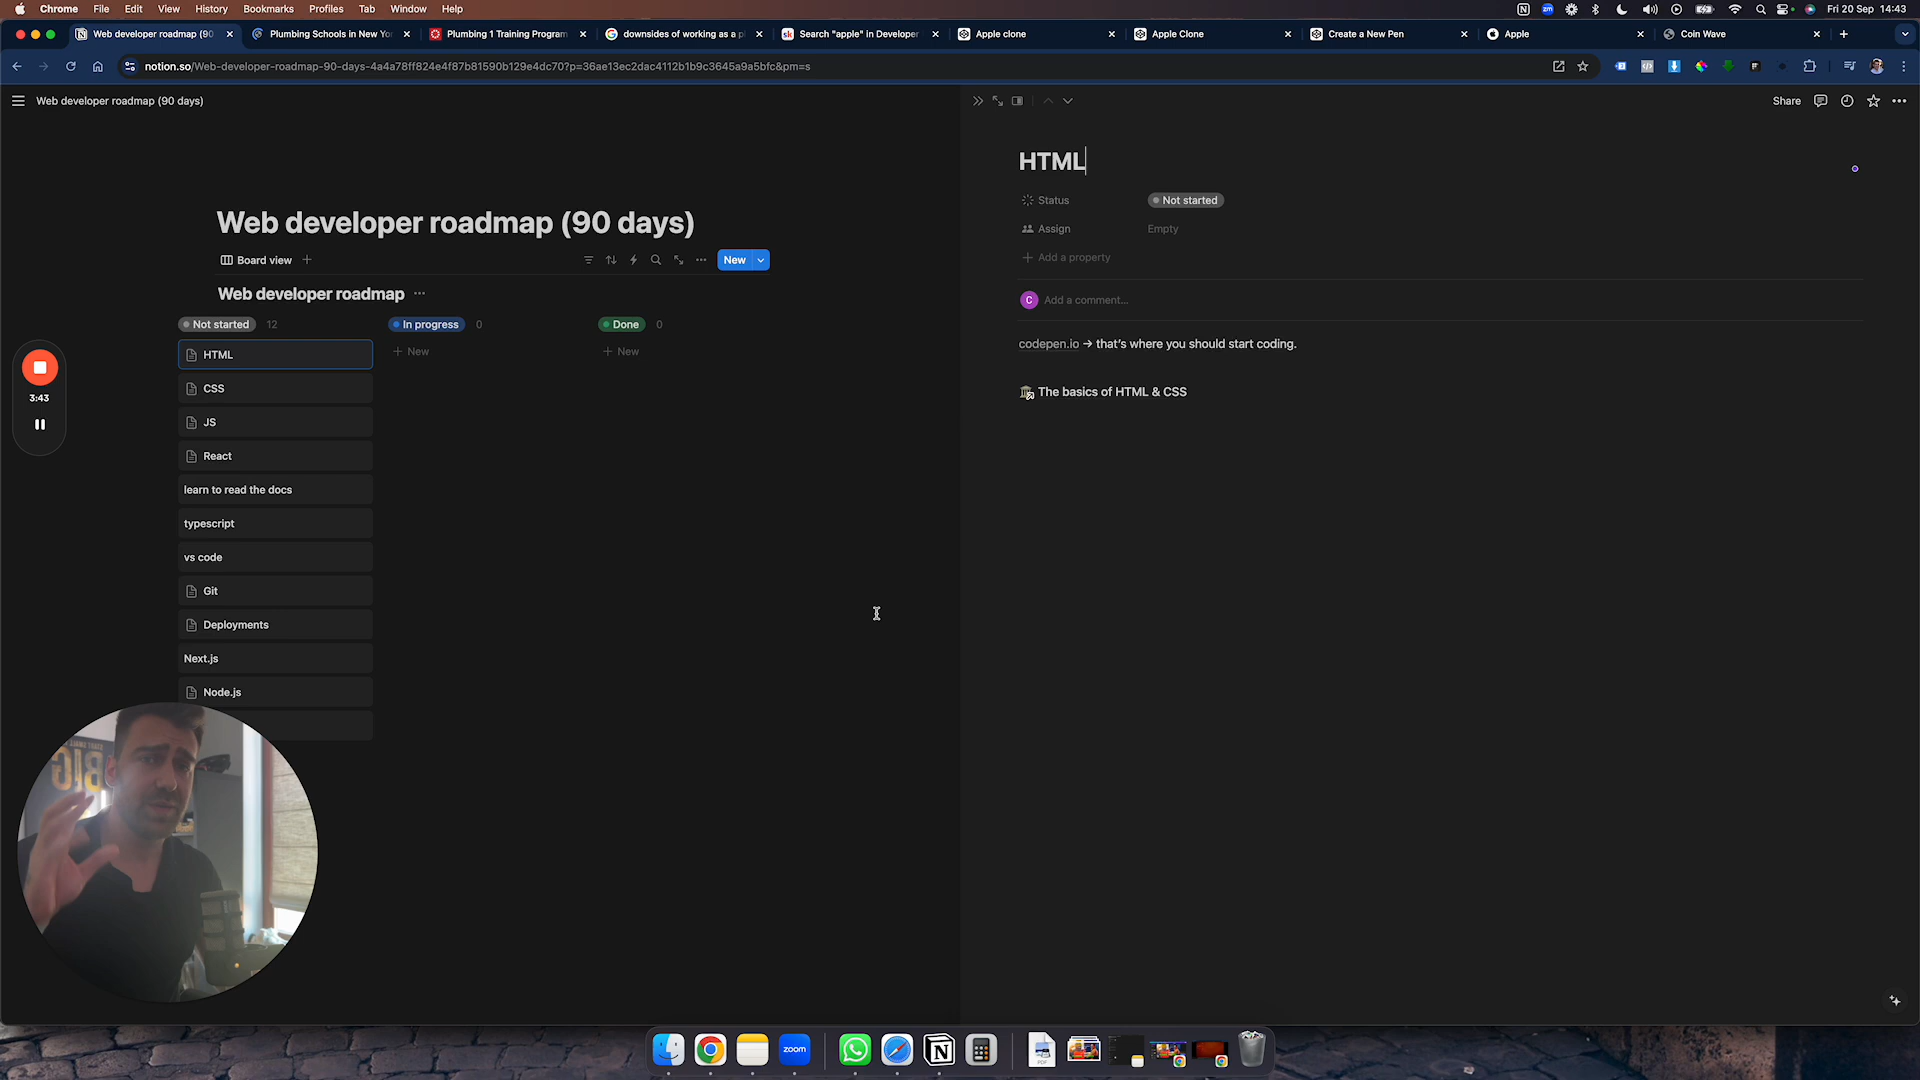 Chrome File Edit View History Bookmarks Profiles Tab Window Help
Fri 20 Sep 14:43
Web developer roadmap (90
Plumbing Schools in New Yor
Plumbing 1 Training Program
downsides of working as a pl
Search "apple" in Developer
Apple clone
Apple Clone
Create a New Pen
Apple
Coin Wave
notion.so/Web-developer-roadmap-90-days-4a4a78ff824e4f87b81590b129e4dc70?p=36ae13ec2dac4112b1b9c3645a9a5bfc&pm=s
Web developer roadmap (90 days)
Share
Web developer roadmap (90 days)
Board view
New
Web developer roadmap
Not started 12
In progress 0
Done 0
HTML
New
New
CSS
JS
React
learn to read the docs
typescript
vs code
Git
Deployments
Next.js
Node.js
3:43
HTML
Status Not started
Assign Empty
Add a property
C Add a comment...
codepen.io → that's where you should start coding.
The basics of HTML & CSS
BIG
zoom